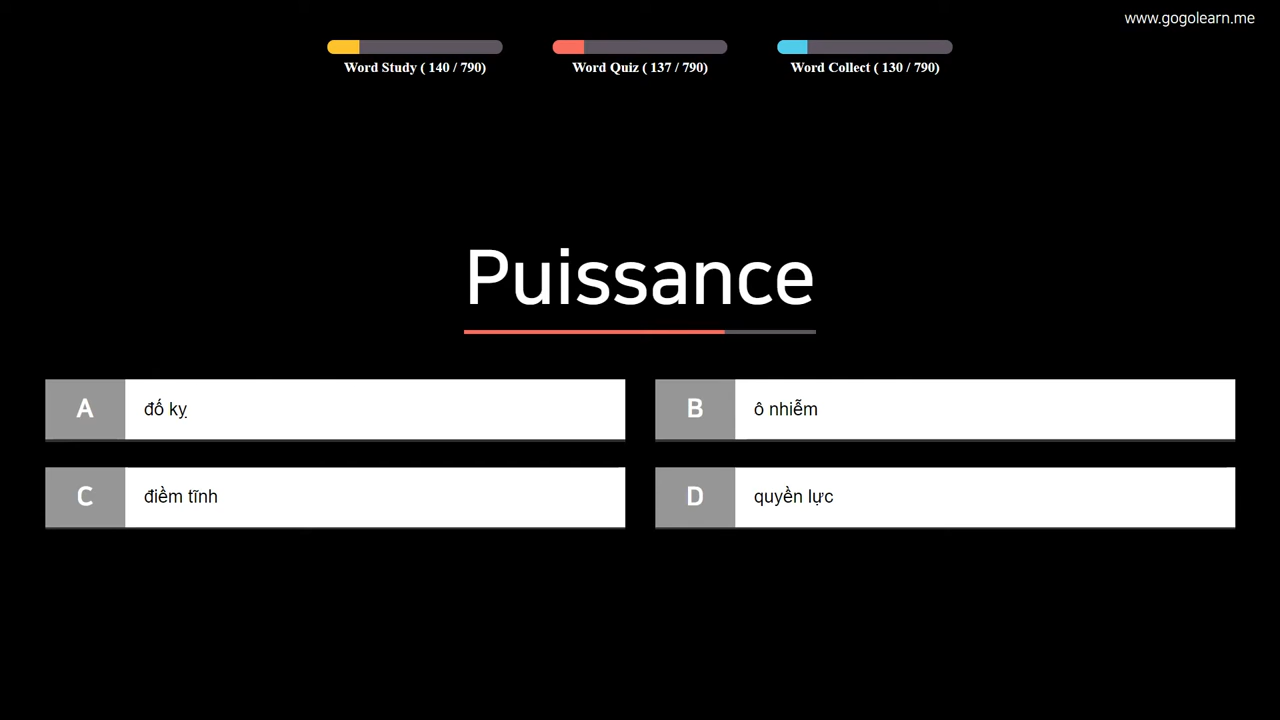 www.gogolearn.me
Word Study ( 140 / 790)
Word Quiz ( 137 / 790)
Word Collect ( 130 / 790)
Puissance
A đố kỵ
B ô nhiễm
C điềm tĩnh
D quyền lực